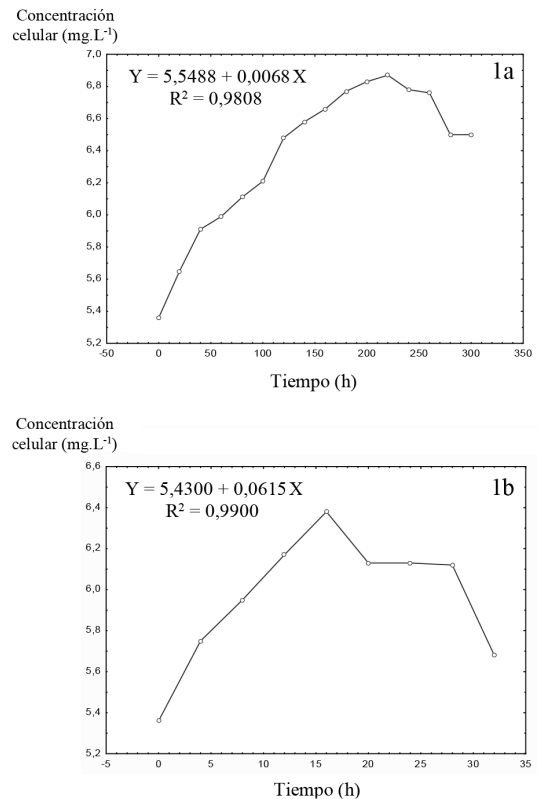 Concentración
celular (mg.L-1)
7,0
6,8
6,6
6,4
6,2
6,0
6,8
5,6
5,4
5,2
Y = 5,5488 + 0,0068 X
R2 = 0,9808
1a
-50 0 50 100 150 200 250 300 350
Tiempo (h)
Concentración
celular (mg.L-1)
6,6
6,4
6,2
6,0
5,8
5,6
5,4
5,2
Y = 5,4300 + 0,0615 X
R2 = 0,9900
1b
-5 0 5 10 15 20 25 30 35
Tiempo (h)